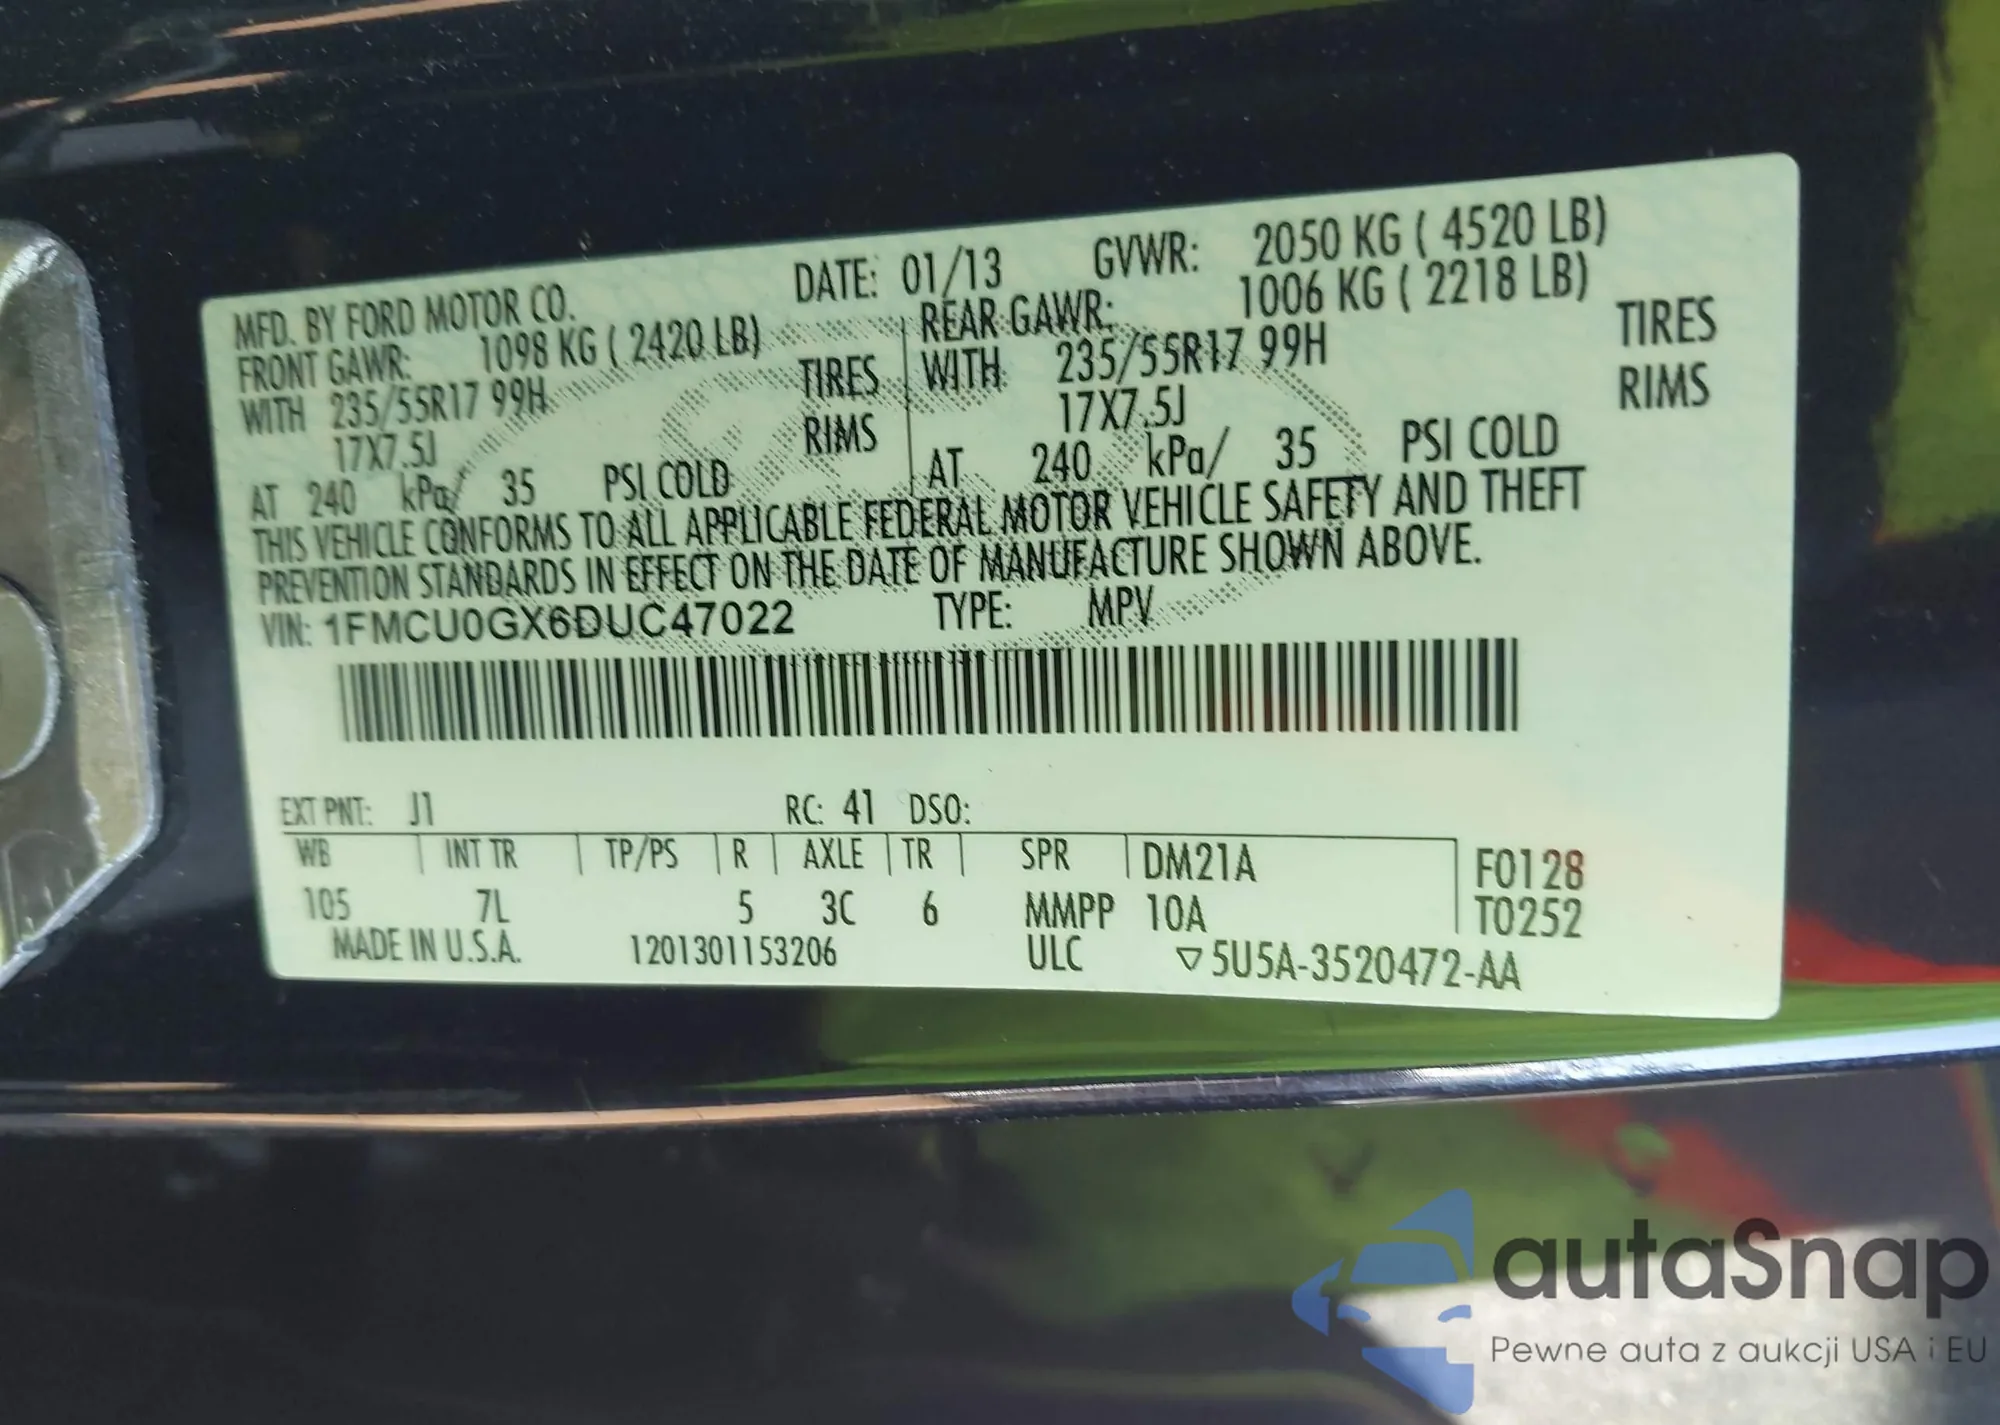 MFD. BY FORD MOTOR CO. DATE: 01/13 GVWR: 2050 KG ( 4520 LB)
FRONT GAWR: 1098 KG ( 2420 LB) REAR GAWR: 1006 KG ( 2218 LB)
WITH 235/55R17 99H TIRES WITH 235/55R17 99H TIRES
17X7.5J RIMS 17X7.5J RIMS
AT 240 kPa/ 35 PSI COLD AT 240 kPa/ 35 PSI COLD
THIS VEHICLE CONFORMS TO ALL APPLICABLE FEDERAL MOTOR VEHICLE SAFETY AND THEFT
PREVENTION STANDARDS IN EFFECT ON THE DATE OF MANUFACTURE SHOWN ABOVE.
VIN: 1FMCU0GX6DUC47022 TYPE: MPV
EXT PNT: J1 RC: 41 DSO:
WB INT TR TP/PS R AXLE TR SPR DM21A F0128
105 7L 5 3C 6 MMPP 10A T0252
MADE IN U.S.A. 1201301153206 ULC ▽5U5A-3520472-AA
autaSnap
Pewne auta z aukcji USA i EU